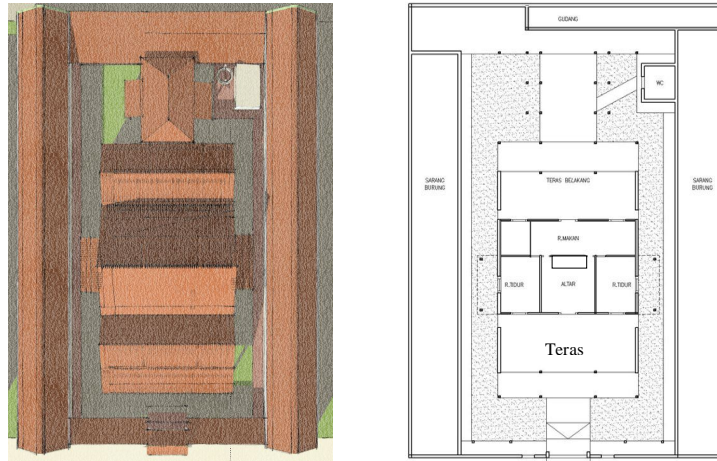 GUDANG
WC
SARANG
BURUNG
TERAS BELAKANG
SARANG
BURUNG
R.MAKAN
R.TIDUR
ALTAR
R.TIDUR
Teras